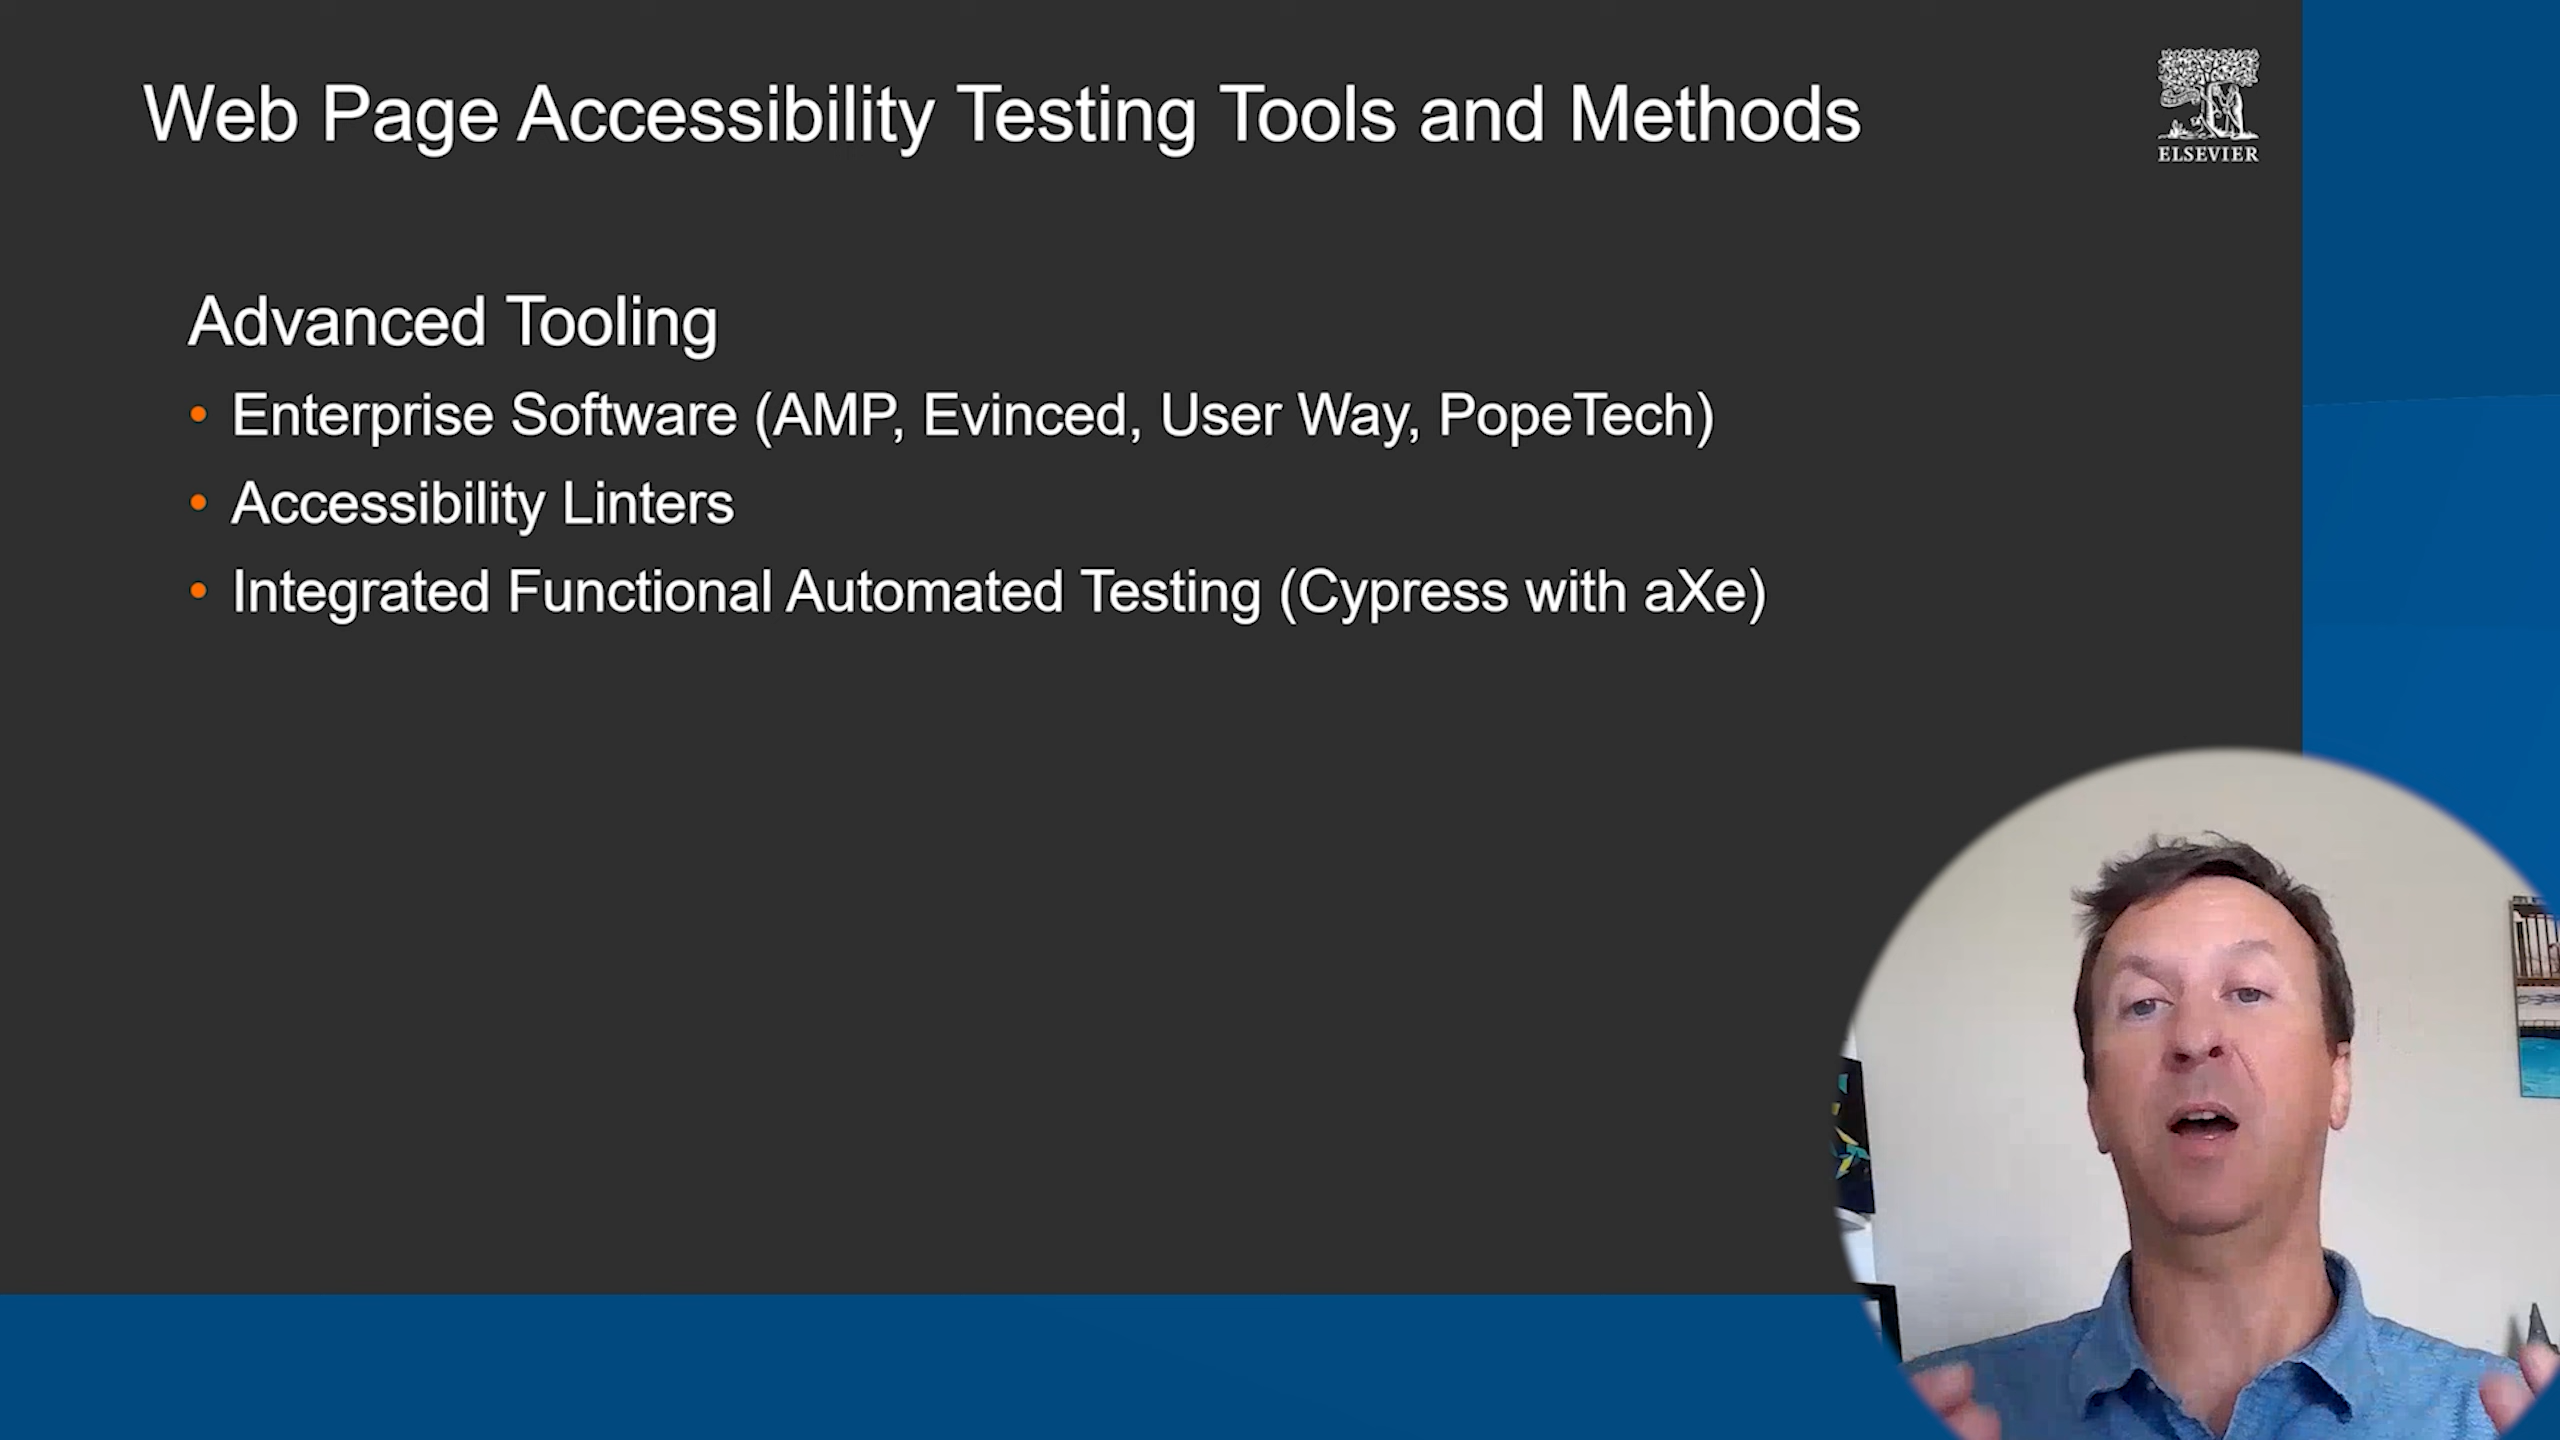 Web Page Accessibility Testing Tools and Methods
ELSEVIER
Advanced Tooling
• Enterprise Software (AMP, Evinced, User Way, PopeTech)
• Accessibility Linters
• Integrated Functional Automated Testing (Cypress with aXe)